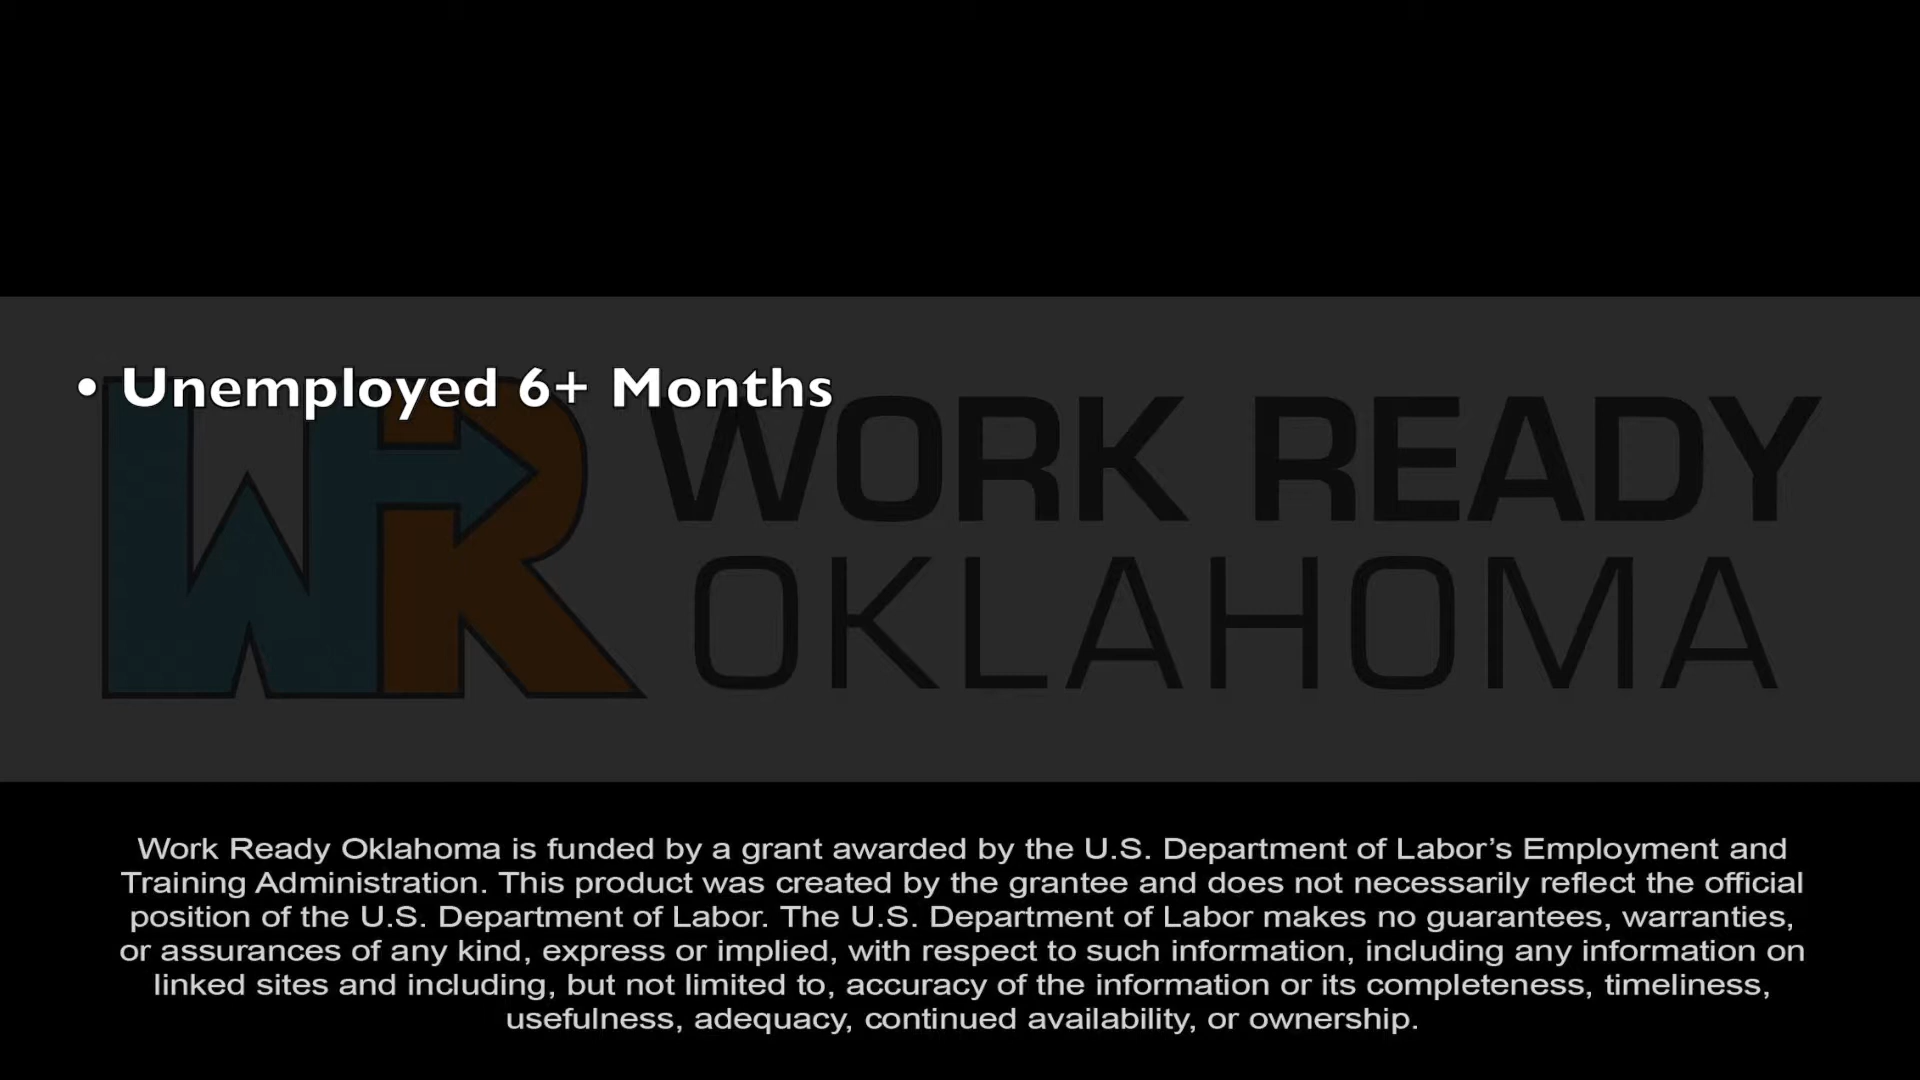 • Unemployed 6+ Months
WR
WORK READY
OKLAHOMA
Work Ready Oklahoma is funded by a grant awarded by the U.S. Department of Labor’s Employment and
Training Administration. This product was created by the grantee and does not necessarily reflect the official
position of the U.S. Department of Labor. The U.S. Department of Labor makes no guarantees, warranties,
or assurances of any kind, express or implied, with respect to such information, including any information on
linked sites and including, but not limited to, accuracy of the information or its completeness, timeliness,
usefulness, adequacy, continued availability, or ownership.